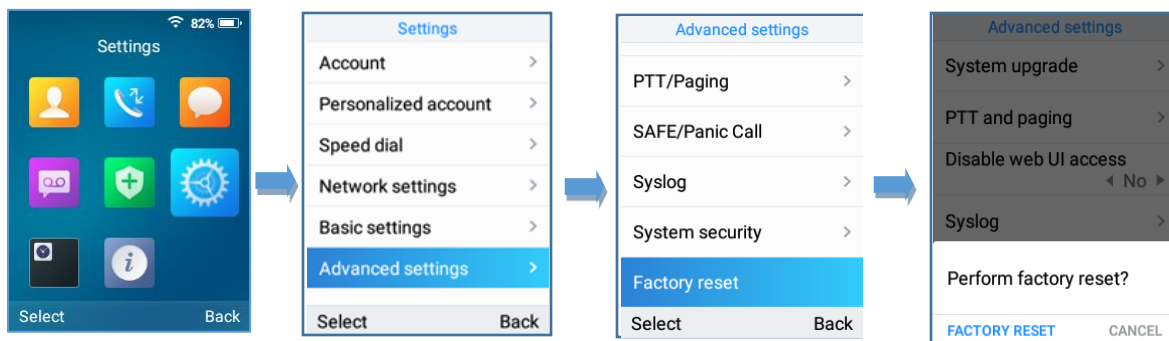 82%
Settings
Select Back
Settings
Account
Personalized account
Speed dial
Network settings
Basic settings
Advanced settings
Select Back
Advanced settings
PTT/Paging
SAFE/Panic Call
Syslog
System security
Factory reset
Select Back
Advanced settings
System upgrade
PTT and paging
Disable web UI access
No
Syslog
Perform factory reset?
FACTORY RESET CANCEL